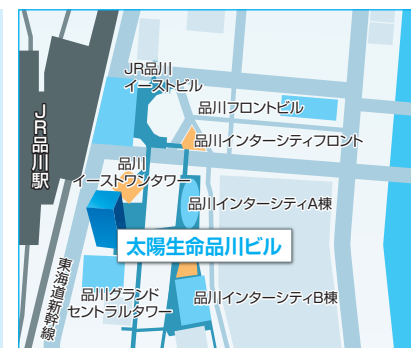 JR品川
イーストビル
品川フロントビル
JR品川駅
品川インターシティフロント
品川
イーストワンタワー
品川インターシティA棟
太陽生命品川ビル
東海道新幹線
品川グランド
セントラルタワー
品川インターシティB棟